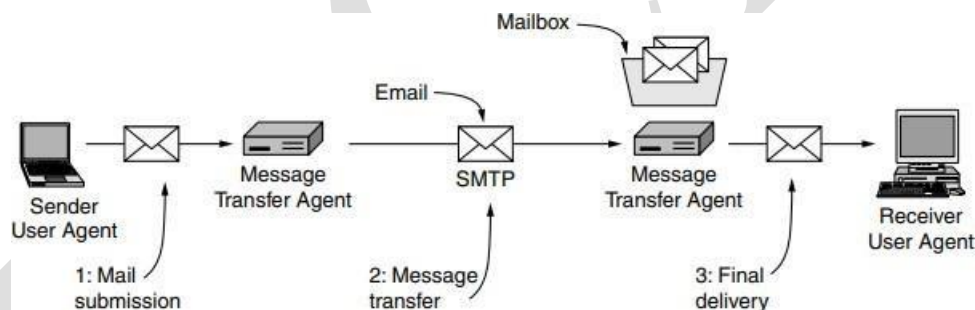 Mailbox
Email
SMTP
Sender
User Agent
Message
Transfer Agent
Message
Transfer Agent
Receiver
User Agent
1: Mail
submission
2: Message
transfer
3: Final
delivery